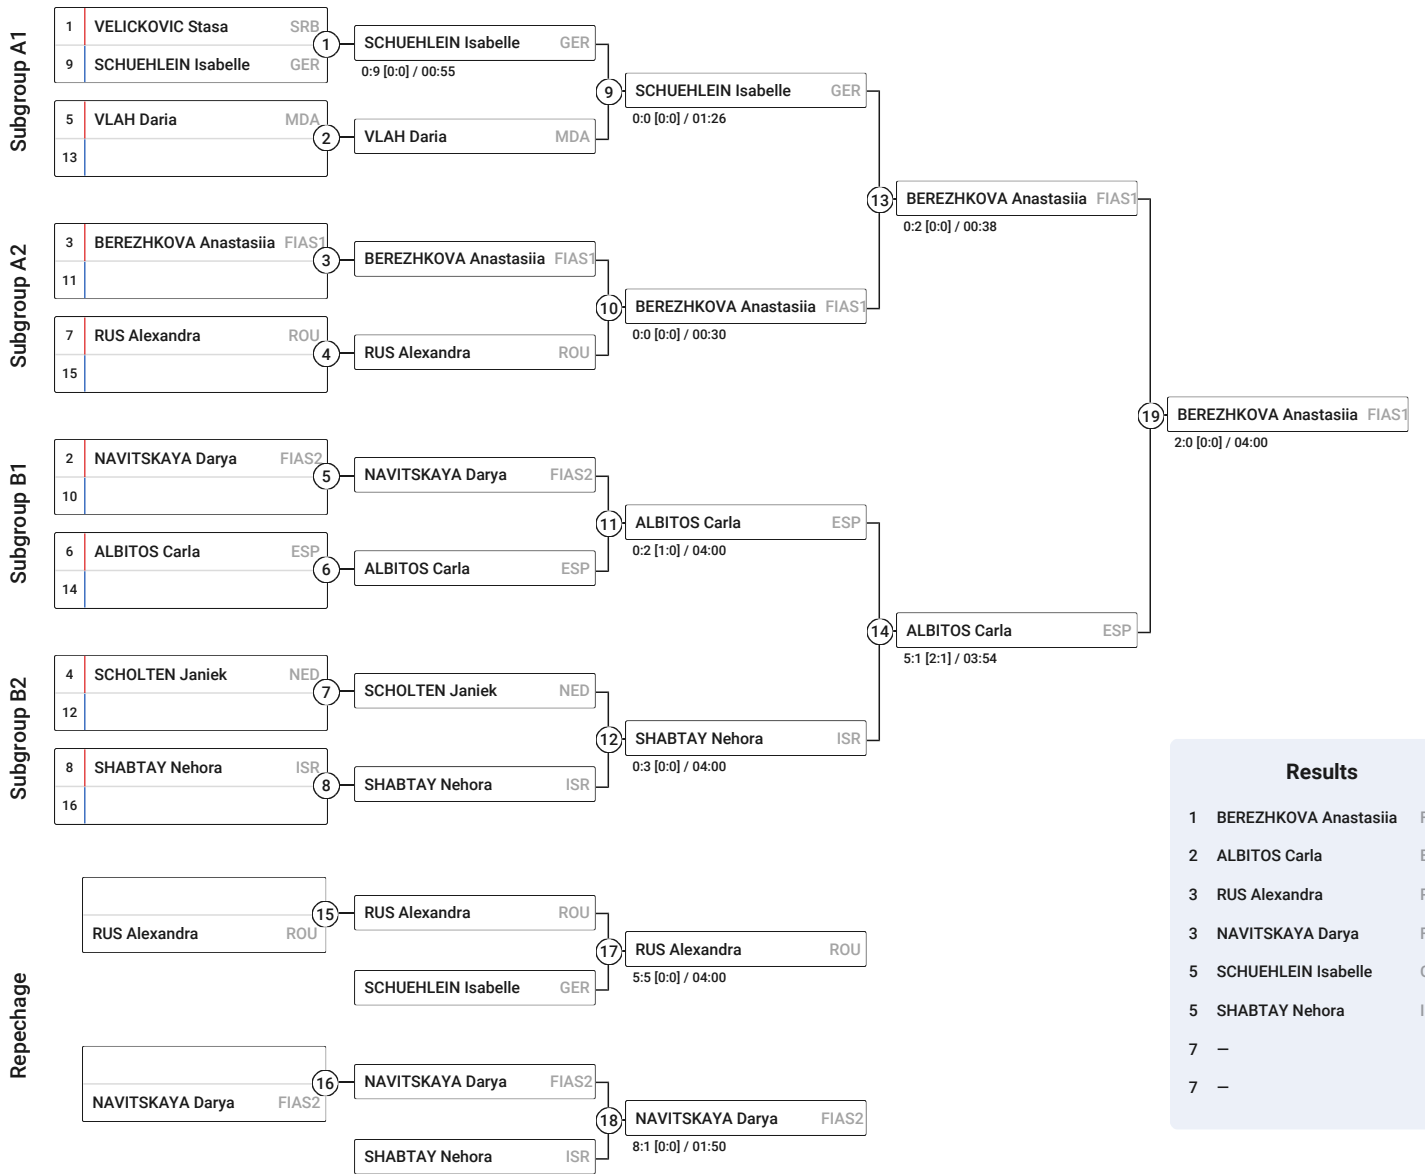 Subgroup A1
1 VELICKOVIC Stasa SRB
9 SCHUEHLEIN Isabelle GER
1
SCHUEHLEIN Isabelle GER
0:9 [0:0] / 00:55
5 VLAH Daria MDA
13
2
VLAH Daria MDA
9
SCHUEHLEIN Isabelle GER
0:0 [0:0] / 01:26
Subgroup A2
3 BEREZHKOVA Anastasiia FIAS1
11
3
BEREZHKOVA Anastasiia FIAS1
7 RUS Alexandra ROU
15
4
RUS Alexandra ROU
10
BEREZHKOVA Anastasiia FIAS1
0:0 [0:0] / 00:30
13
BEREZHKOVA Anastasiia FIAS1
0:2 [0:0] / 00:38
Subgroup B1
2 NAVITSKAYA Darya FIAS2
10
5
NAVITSKAYA Darya FIAS2
6 ALBITOS Carla ESP
14
6
ALBITOS Carla ESP
11
ALBITOS Carla ESP
0:2 [1:0] / 04:00
Subgroup B2
4 SCHOLTEN Janiek NED
12
7
SCHOLTEN Janiek NED
8 SHABTAY Nehora ISR
16
8
SHABTAY Nehora ISR
12
SHABTAY Nehora ISR
0:3 [0:0] / 04:00
14
ALBITOS Carla ESP
5:1 [2:1] / 03:54
19
BEREZHKOVA Anastasiia FIAS1
2:0 [0:0] / 04:00
Repechage
RUS Alexandra ROU
15
RUS Alexandra ROU
SCHUEHLEIN Isabelle GER
17
RUS Alexandra ROU
5:5 [0:0] / 04:00
NAVITSKAYA Darya FIAS2
16
NAVITSKAYA Darya FIAS2
SHABTAY Nehora ISR
18
NAVITSKAYA Darya FIAS2
8:1 [0:0] / 01:50
Results
1 BEREZHKOVA Anastasiia
2 ALBITOS Carla
3 RUS Alexandra
3 NAVITSKAYA Darya
5 SCHUEHLEIN Isabelle
5 SHABTAY Nehora
7 –
7 –